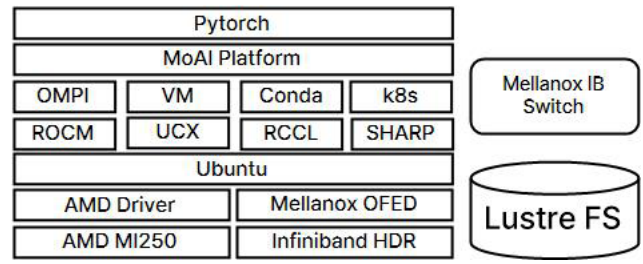 Pytorch
MoAI Platform
OMPI VM Conda k8s
ROCM UCX RCCL SHARP
Ubuntu
AMD Driver Mellanox OFED
AMD MI250 Infiniband HDR
Mellanox IB
Switch
Lustre FS